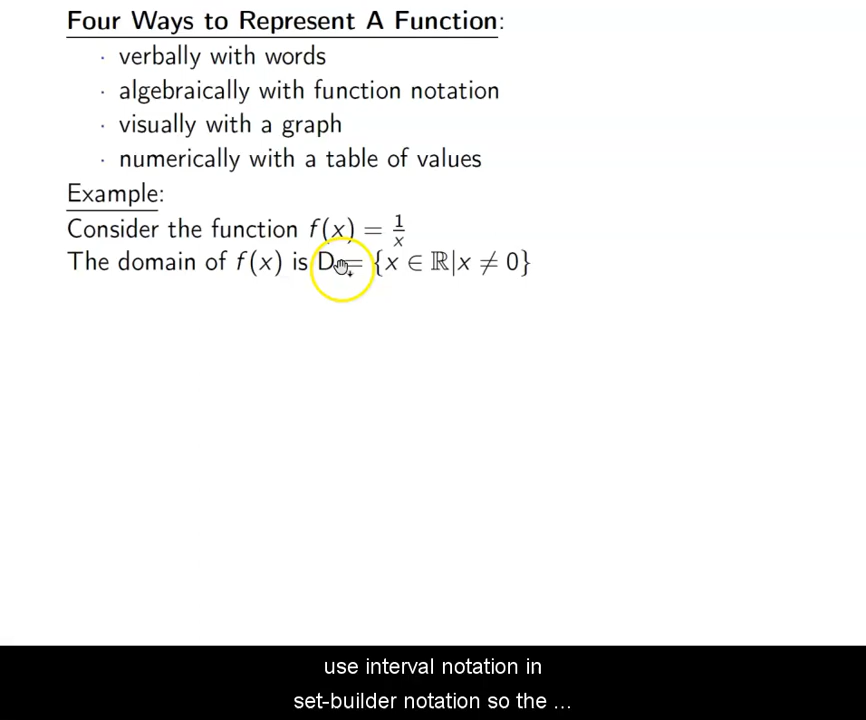 Four Ways to Represent A Function:
· verbally with words
· algebraically with function notation
· visually with a graph
· numerically with a table of values
Example:
Consider the function f(x) = 1/x
The domain of f(x) is D = {x ∈ ℝ|x ≠ 0}
use interval notation in
set-builder notation so the ...